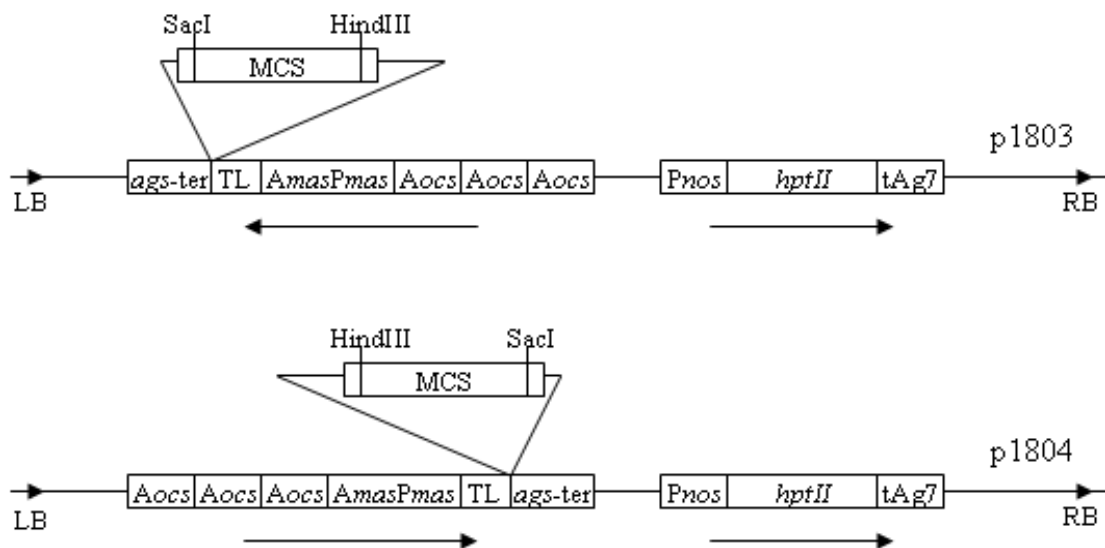 SacI HindIII
MCS
p1803
ags-ter TL AmasPmas Aocs Aocs Aocs Pnos hptII tAg7
LB RB
HindIII SacI
MCS
p1804
Aocs Aocs Aocs AmasPmas TL ags-ter Pnos hptII tAg7
LB RB